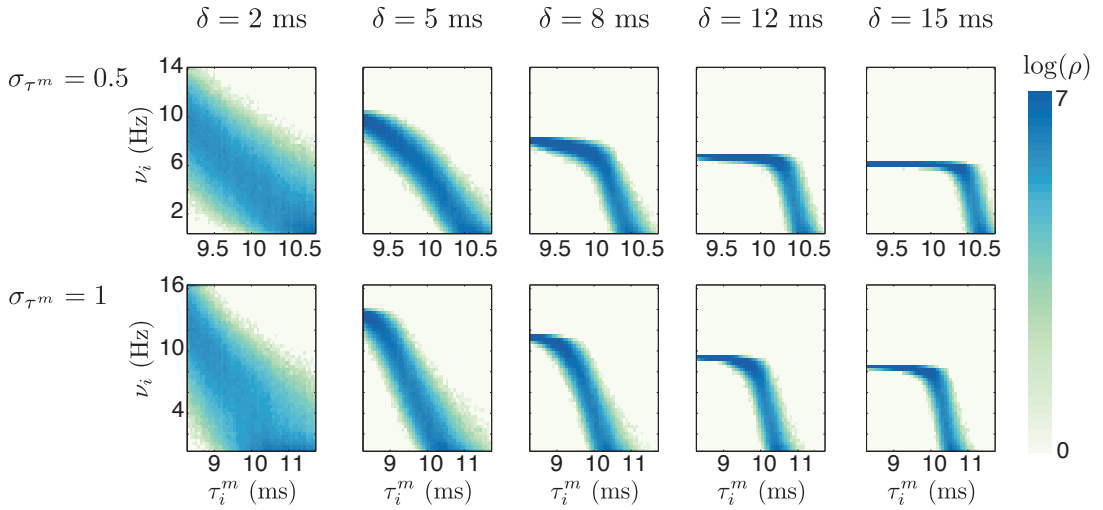 δ = 2 ms δ = 5 ms δ = 8 ms δ = 12 ms δ = 15 ms
σ_τ^m = 0.5
log(ρ)
14
10
6
2
ν_i (Hz)
9.5 10 10.5 9.5 10 10.5 9.5 10 10.5 9.5 10 10.5 9.5 10 10.5
7
0
σ_τ^m = 1
16
10
4
ν_i (Hz)
9 10 11 9 10 11 9 10 11 9 10 11 9 10 11
τ_i^m (ms) τ_i^m (ms) τ_i^m (ms) τ_i^m (ms) τ_i^m (ms)